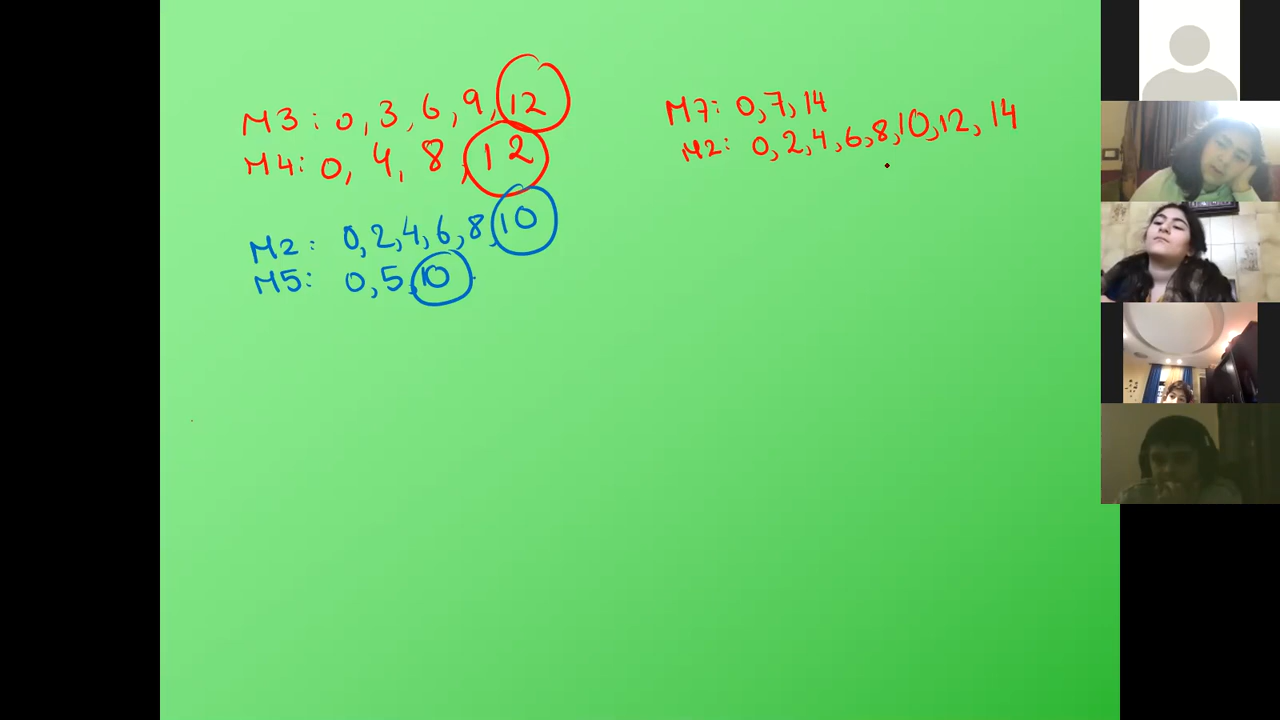 M3: 0, 3, 6, 9, 12
M4: 0, 4, 8, 12
M2: 0, 2, 4, 6, 8, 10
M5: 0, 5, 10
M7: 0, 7, 14
M2: 0, 2, 4, 6, 8, 10, 12, 14